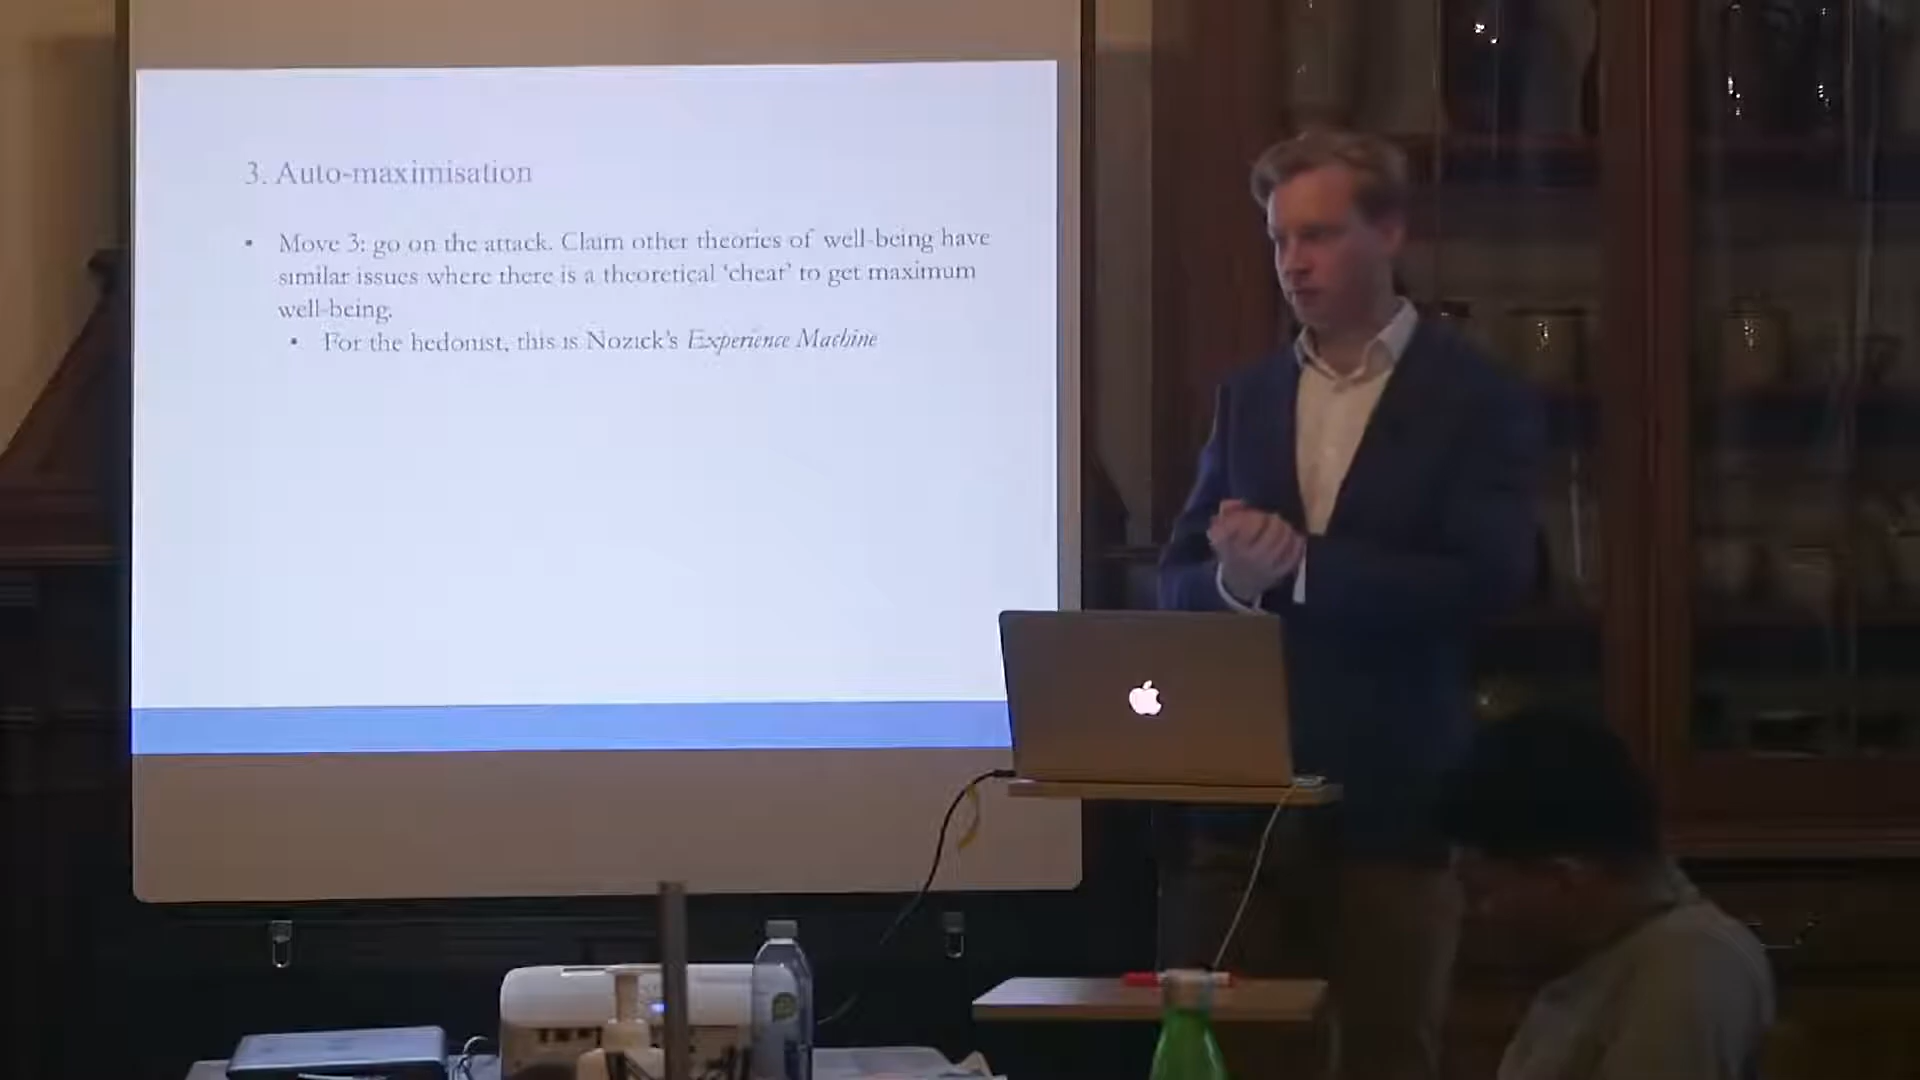 3. Auto-maximisation
• Move 3: go on the attack. Claim other theories of well-being have
similar issues where there is a theoretical ‘cheat’ to get maximum
well-being.
• For the hedonist, this is Nozick’s Experience Machine